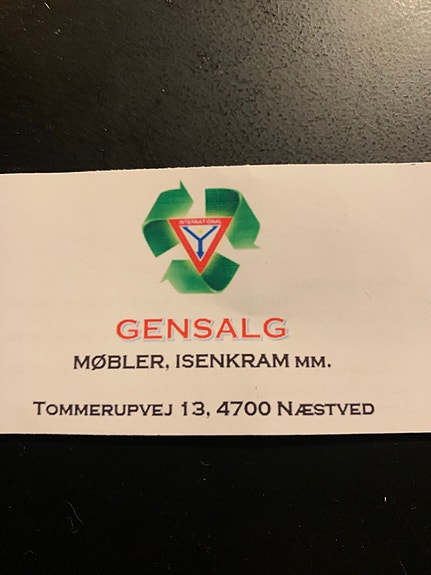 INTERNATIONAL
Y
GENSALG
MØBLER, ISENKRAM MM.
TOMMERUPVEJ 13, 4700 NÆSTVED